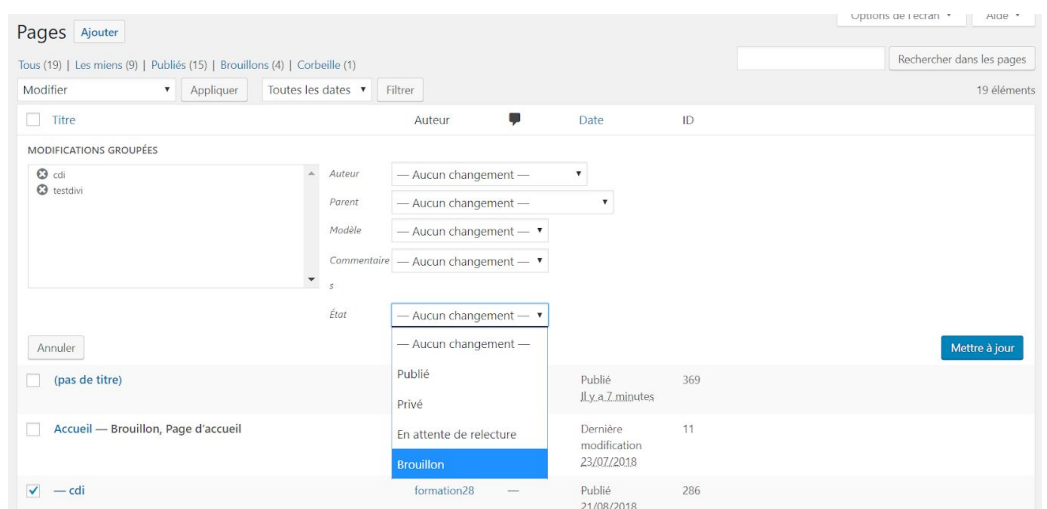 Options de l'écran ▾ Aide ▾
Pages Ajouter
Tous (19) | Les miens (9) | Publiés (15) | Brouillons (4) | Corbeille (1)
Rechercher dans les pages
Modifier ▾ Appliquer Toutes les dates ▾ Filtrer 19 éléments
Titre Auteur Date ID
MODIFICATIONS GROUPÉES
cdi
testdivi
Auteur — Aucun changement — ▾
Parent — Aucun changement — ▾
Modèle — Aucun changement — ▾
Commentaire — Aucun changement — ▾
s
État — Aucun changement — ▾
— Aucun changement —
Publié
Privé
En attente de relecture
Brouillon
Annuler Mettre à jour
(pas de titre) Publié 369
Il y a 7 minutes
Accueil — Brouillon, Page d'accueil Dernière 11
modification
23/07/2018
— cdi formation28 — Publié 286
21/08/2018